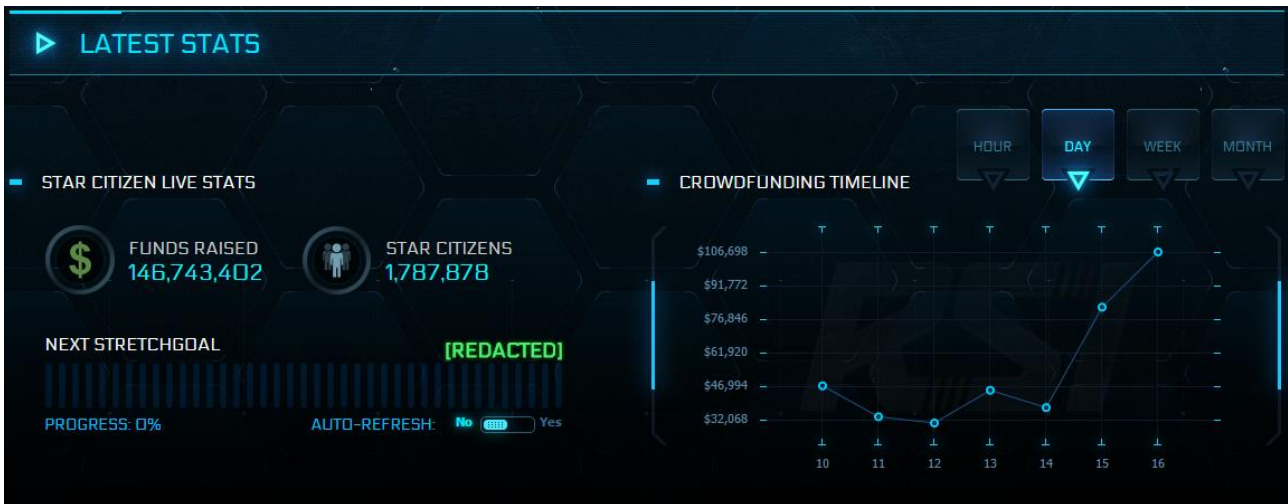 LATEST STATS
HOUR DAY WEEK MONTH
STAR CITIZEN LIVE STATS
FUNDS RAISED
146,743,402
STAR CITIZENS
1,787,878
NEXT STRETCHGOAL
[REDACTED]
PROGRESS: 0%
AUTO-REFRESH: No Yes
CROWDFUNDING TIMELINE
$106,698
$91,772
$76,846
$61,920
$46,994
$32,068
10 11 12 13 14 15 16
RSI